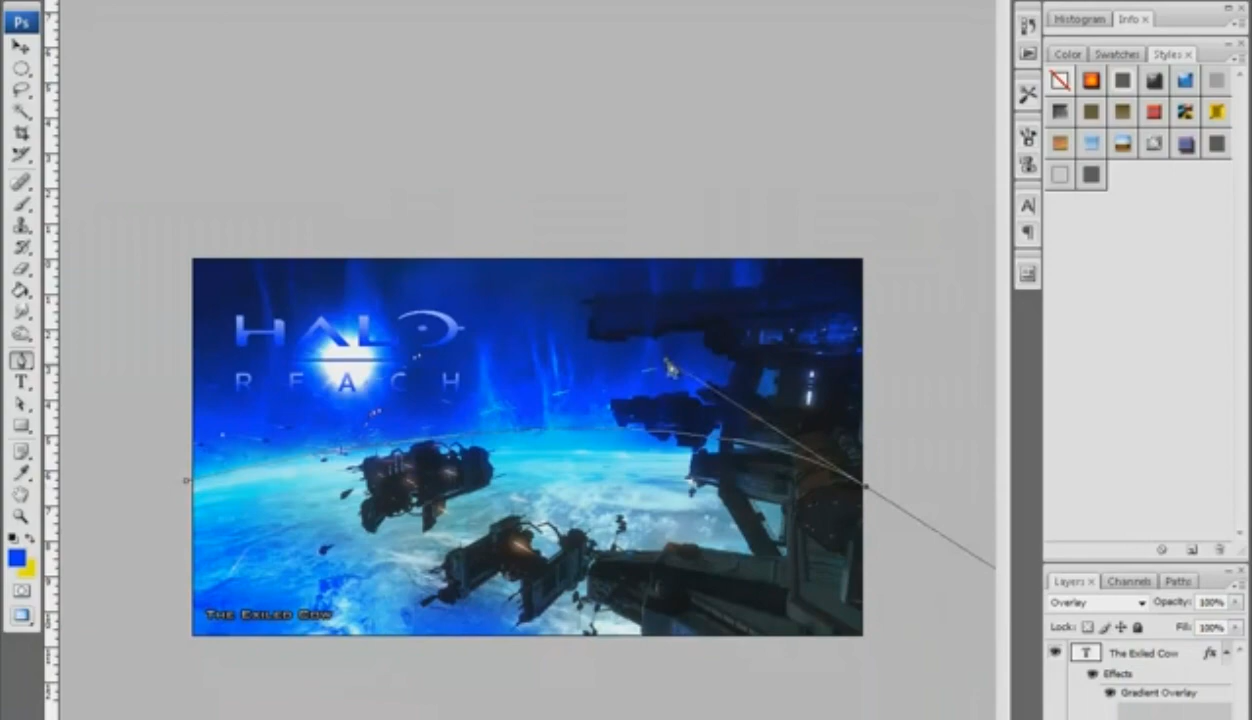 Ps
Histogram Info x
Color Swatches Styles x
HALO
REACH
THE EXILED COW
T
A
Layers x Channels Paths
Overlay Opacity: 100%
Lock: Fill: 100%
T The Exiled Cow fx
Effects
Gradient Overlay